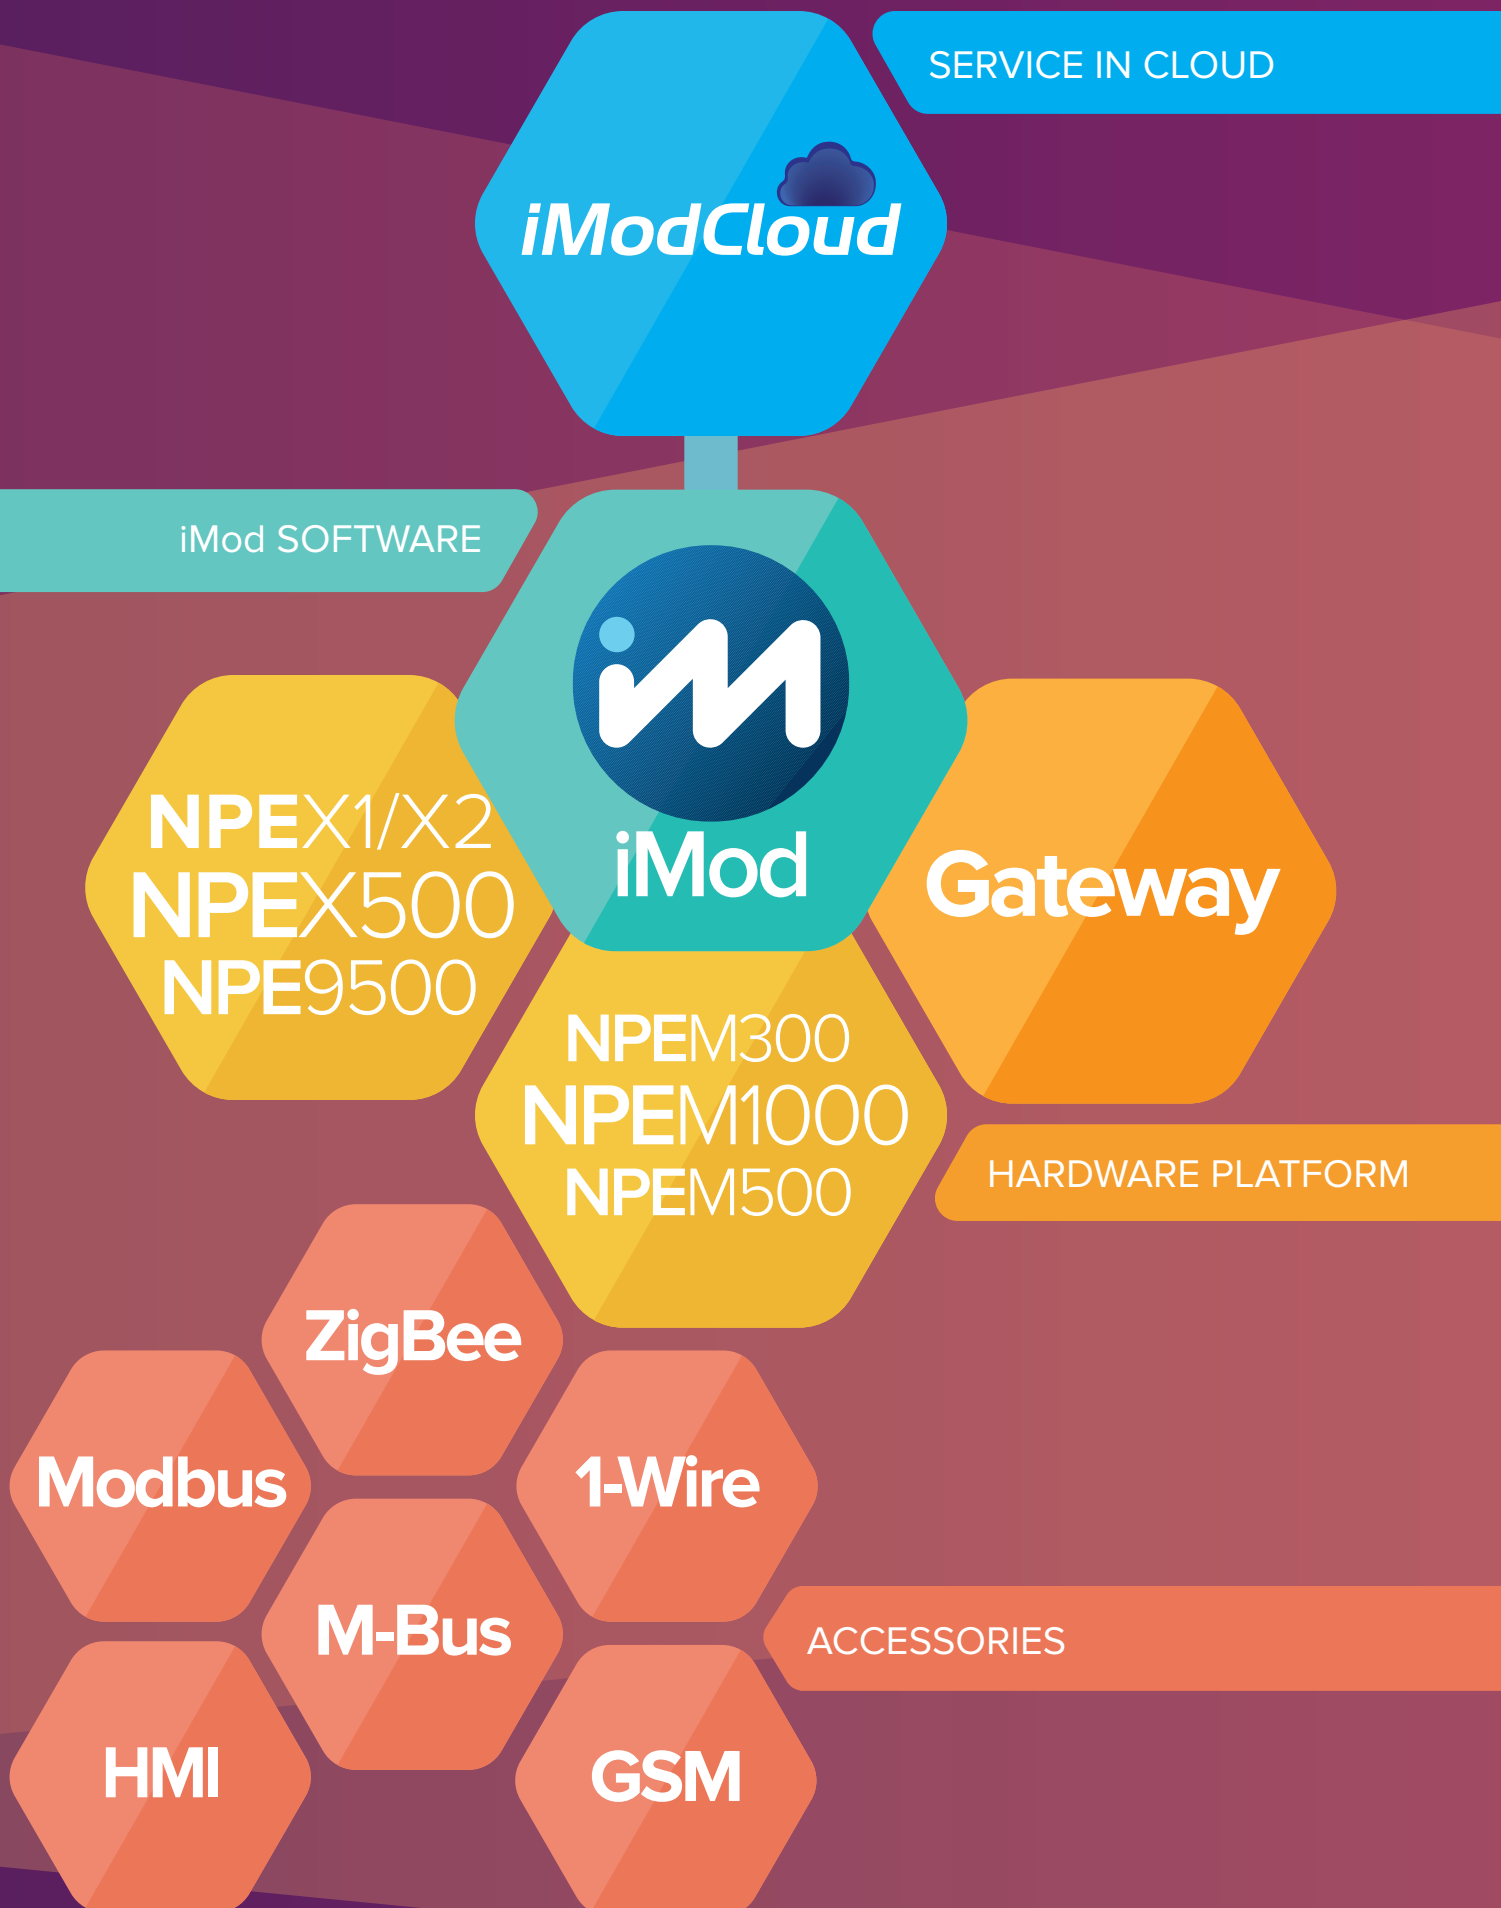 SERVICE IN CLOUD
iModCloud
iMod SOFTWARE
iM
iMod
NPEX1/X2
NPEX500
NPE9500
Gateway
NPEM300
NPEM1000
NPEM500
HARDWARE PLATFORM
ZigBee
Modbus
1-Wire
M-Bus
ACCESSORIES
HMI
GSM